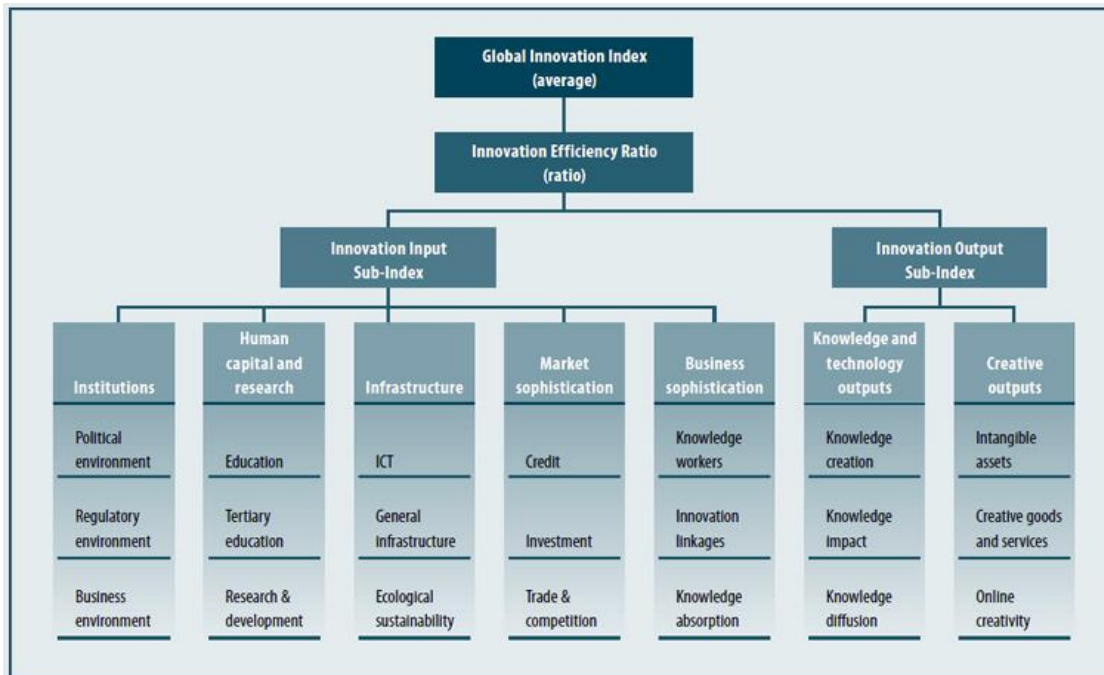 Global Innovation Index
(average)
Innovation Efficiency Ratio
(ratio)
Innovation Input
Sub-Index
Innovation Output
Sub-Index
Institutions
Human
capital and
research
Infrastructure
Market
sophistication
Business
sophistication
Knowledge and
technology
outputs
Creative
outputs
Political
environment
Education
ICT
Credit
Knowledge
workers
Knowledge
creation
Intangible
assets
Regulatory
environment
Tertiary
education
General
infrastructure
Investment
Innovation
linkages
Knowledge
impact
Creative goods
and services
Business
environment
Research &
development
Ecological
sustainability
Trade &
competition
Knowledge
absorption
Knowledge
diffusion
Online
creativity